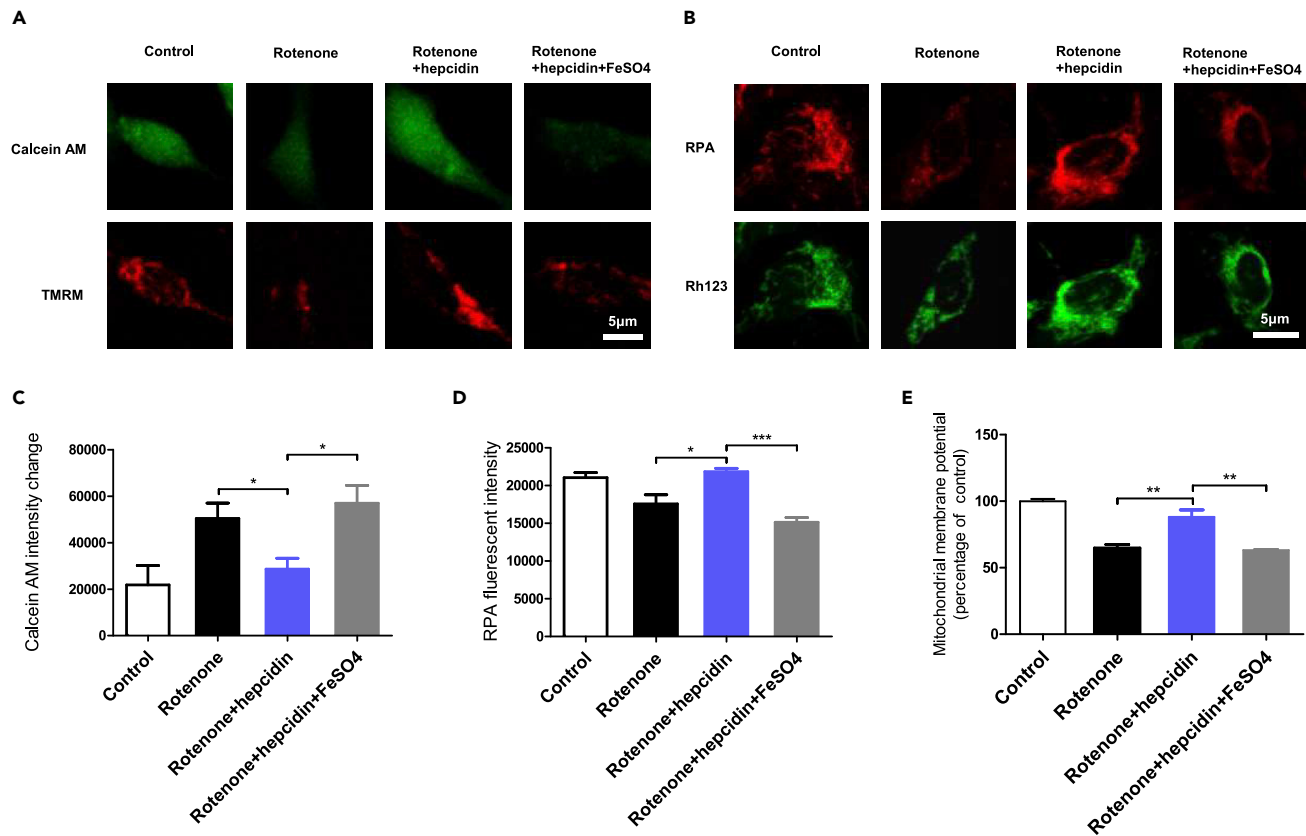 A
B
Control
Rotenone
Rotenone
+hepcidin
Rotenone
+hepcidin+FeSO4
Control
Rotenone
Rotenone
+hepcidin
Rotenone
+hepcidin+FeSO4
Calcein AM
RPA
TMRM
5μm
Rh123
5μm
C
D
E
Calcein AM intensity change
80000
60000
40000
20000
0
*
*
Control
Rotenone
Rotenone+hepcidin
Rotenone+hepcidin+FeSO4
RPA fluerescent intensity
25000
20000
15000
10000
5000
0
*
***
Control
Rotenone
Rotenone+hepcidin
Rotenone+hepcidin+FeSO4
Mitochondrial membrane potential
(percentage of control)
150
100
50
0
**
**
Control
Rotenone
Rotenone+hepcidin
Rotenone+hepcidin+FeSO4